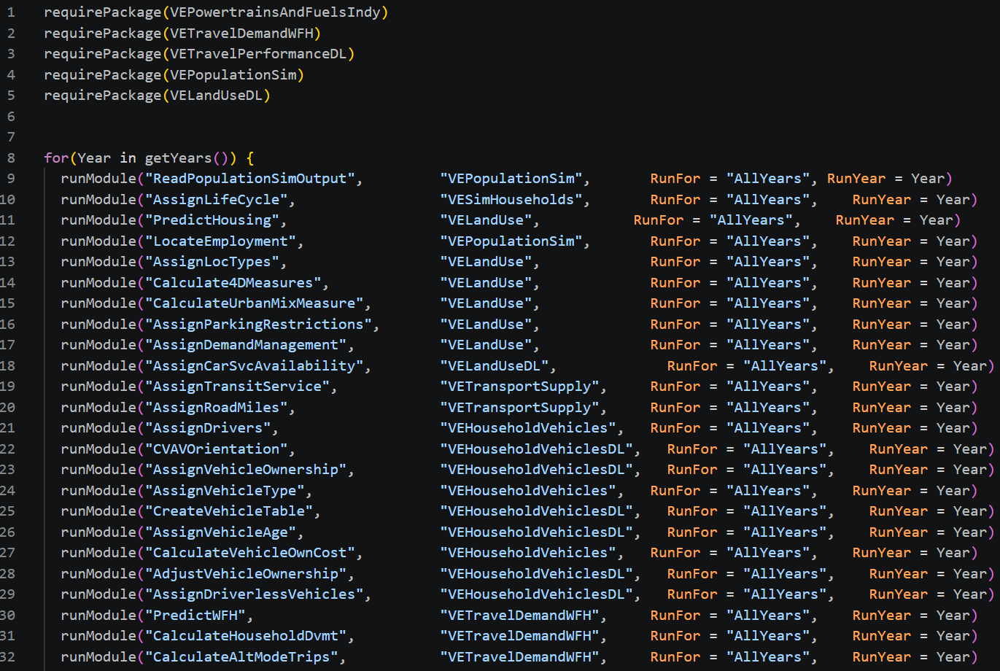 1 requirePackage(VEPowertrainsAndFuelsIndy)
2 requirePackage(VETravelDemandWFH)
3 requirePackage(VETravelPerformanceDL)
4 requirePackage(VEPopulationSim)
5 requirePackage(VELandUseDL)
6
7
8 for(Year in getYears()) {
9 runModule("ReadPopulationSimOutput", "VEPopulationSim", RunFor = "AllYears", RunYear = Year)
10 runModule("AssignLifeCycle", "VESimHouseholds", RunFor = "AllYears", RunYear = Year)
11 runModule("PredictHousing", "VELandUse", RunFor = "AllYears", RunYear = Year)
12 runModule("LocateEmployment", "VEPopulationSim", RunFor = "AllYears", RunYear = Year)
13 runModule("AssignLocTypes", "VELandUse", RunFor = "AllYears", RunYear = Year)
14 runModule("Calculate4DMeasures", "VELandUse", RunFor = "AllYears", RunYear = Year)
15 runModule("CalculateUrbanMixMeasure", "VELandUse", RunFor = "AllYears", RunYear = Year)
16 runModule("AssignParkingRestrictions", "VELandUse", RunFor = "AllYears", RunYear = Year)
17 runModule("AssignDemandManagement", "VELandUse", RunFor = "AllYears", RunYear = Year)
18 runModule("AssignCarSvcAvailability", "VELandUseDL", RunFor = "AllYears", RunYear = Year)
19 runModule("AssignTransitService", "VETransportSupply", RunFor = "AllYears", RunYear = Year)
20 runModule("AssignRoadMiles", "VETransportSupply", RunFor = "AllYears", RunYear = Year)
21 runModule("AssignDrivers", "VEHouseholdVehicles", RunFor = "AllYears", RunYear = Year)
22 runModule("CVAVOrientation", "VEHouseholdVehiclesDL", RunFor = "AllYears", RunYear = Year)
23 runModule("AssignVehicleOwnership", "VEHouseholdVehiclesDL", RunFor = "AllYears", RunYear = Year)
24 runModule("AssignVehicleType", "VEHouseholdVehicles", RunFor = "AllYears", RunYear = Year)
25 runModule("CreateVehicleTable", "VEHouseholdVehiclesDL", RunFor = "AllYears", RunYear = Year)
26 runModule("AssignVehicleAge", "VEHouseholdVehiclesDL", RunFor = "AllYears", RunYear = Year)
27 runModule("CalculateVehicleOwnCost", "VEHouseholdVehicles", RunFor = "AllYears", RunYear = Year)
28 runModule("AdjustVehicleOwnership", "VEHouseholdVehiclesDL", RunFor = "AllYears", RunYear = Year)
29 runModule("AssignDriverlessVehicles", "VEHouseholdVehiclesDL", RunFor = "AllYears", RunYear = Year)
30 runModule("PredictWFH", "VETravelDemandWFH", RunFor = "AllYears", RunYear = Year)
31 runModule("CalculateHouseholdDvmt", "VETravelDemandWFH", RunFor = "AllYears", RunYear = Year)
32 runModule("CalculateAltModeTrips", "VETravelDemandWFH", RunFor = "AllYears", RunYear = Year)